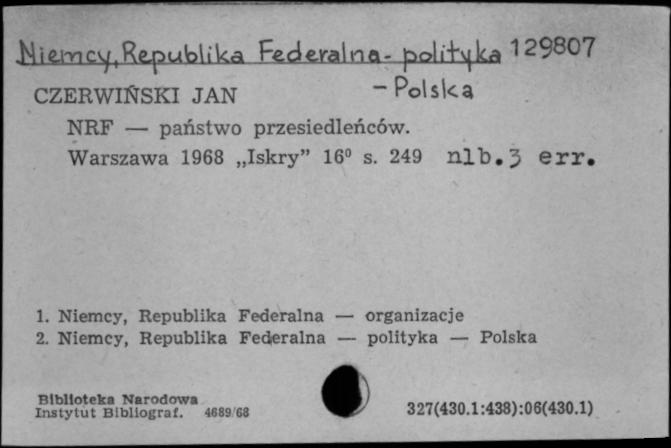 Niemcy, Republika Federalna - polityka 129807
- Polska
CZERWIŃSKI JAN
NRF — państwo przesiedleńców.
Warszawa 1968 „Iskry” 16⁰ s. 249 nlb. 3 err.
1. Niemcy, Republika Federalna — organizacje
2. Niemcy, Republika Federalna — polityka — Polska
Biblioteka Narodowa
Instytut Bibliograf. 4689/68
327(430.1:438):06(430.1)